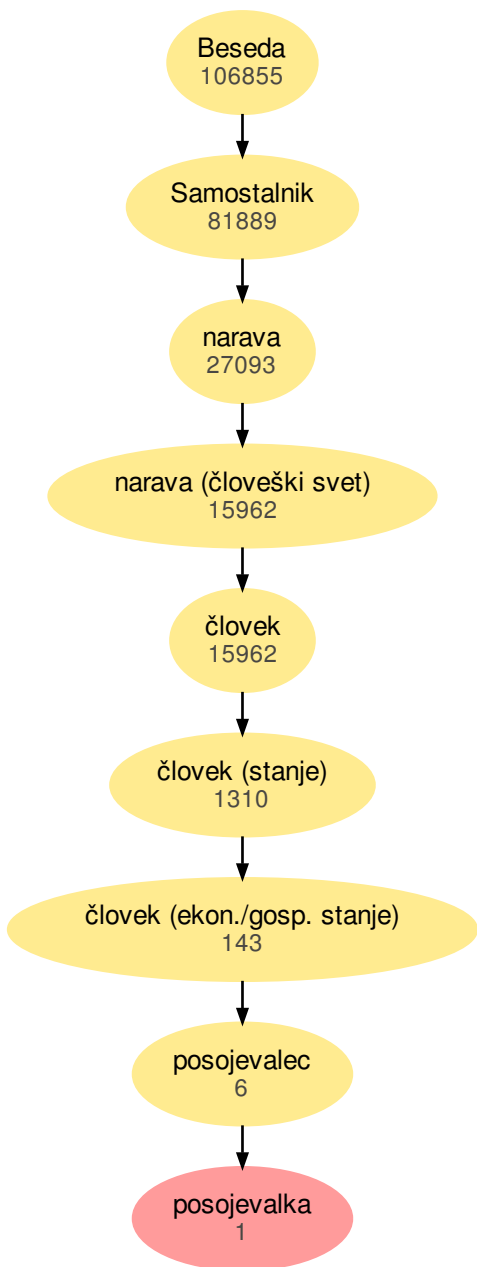 Beseda
106855
Samostalnik
81889
narava
27093
narava (človeški svet)
15962
človek
15962
človek (stanje)
1310
človek (ekon./gosp. stanje)
143
posojevalec
6
posojevalka
1